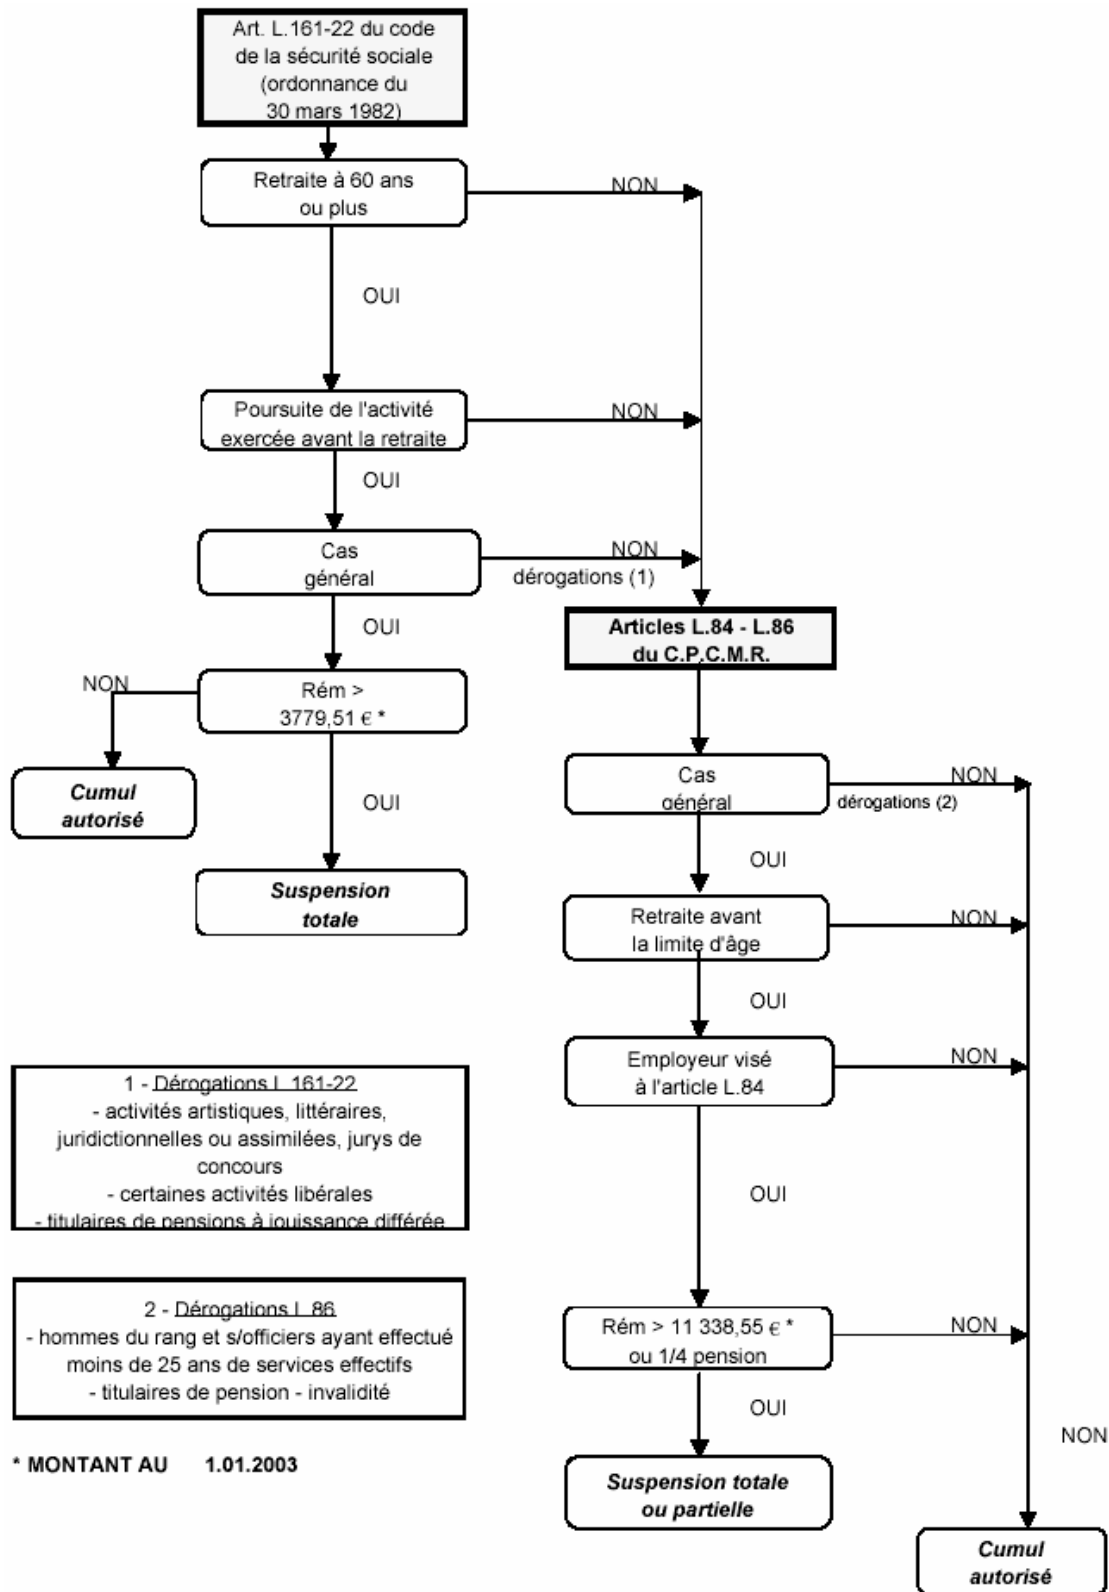 Art. L.161-22 du code
de la sécurité sociale
(ordonnance du
30 mars 1982)
Retraite à 60 ans
ou plus
NON
OUI
Poursuite de l'activité
exercée avant la retraite
NON
OUI
Cas
général
NON
dérogations (1)
OUI
Rém >
3779,51 € *
NON
Cumul
autorisé
OUI
Suspension
totale
Articles L.84 - L.86
du C.P.C.M.R.
Cas
général
NON
dérogations (2)
OUI
Retraite avant
la limite d'âge
NON
OUI
Employeur visé
à l'article L.84
NON
OUI
Rém > 11 338,55 € *
ou 1/4 pension
NON
OUI
Suspension totale
ou partielle
NON
Cumul
autorisé
1 - Dérogations L 161-22
- activités artistiques, littéraires,
juridictionnelles ou assimilées, jurys de
concours
- certaines activités libérales
- titulaires de pensions à jouissance différée
2 - Dérogations L 86
- hommes du rang et s/officiers ayant effectué
moins de 25 ans de services effectifs
- titulaires de pension - invalidité
* MONTANT AU 1.01.2003